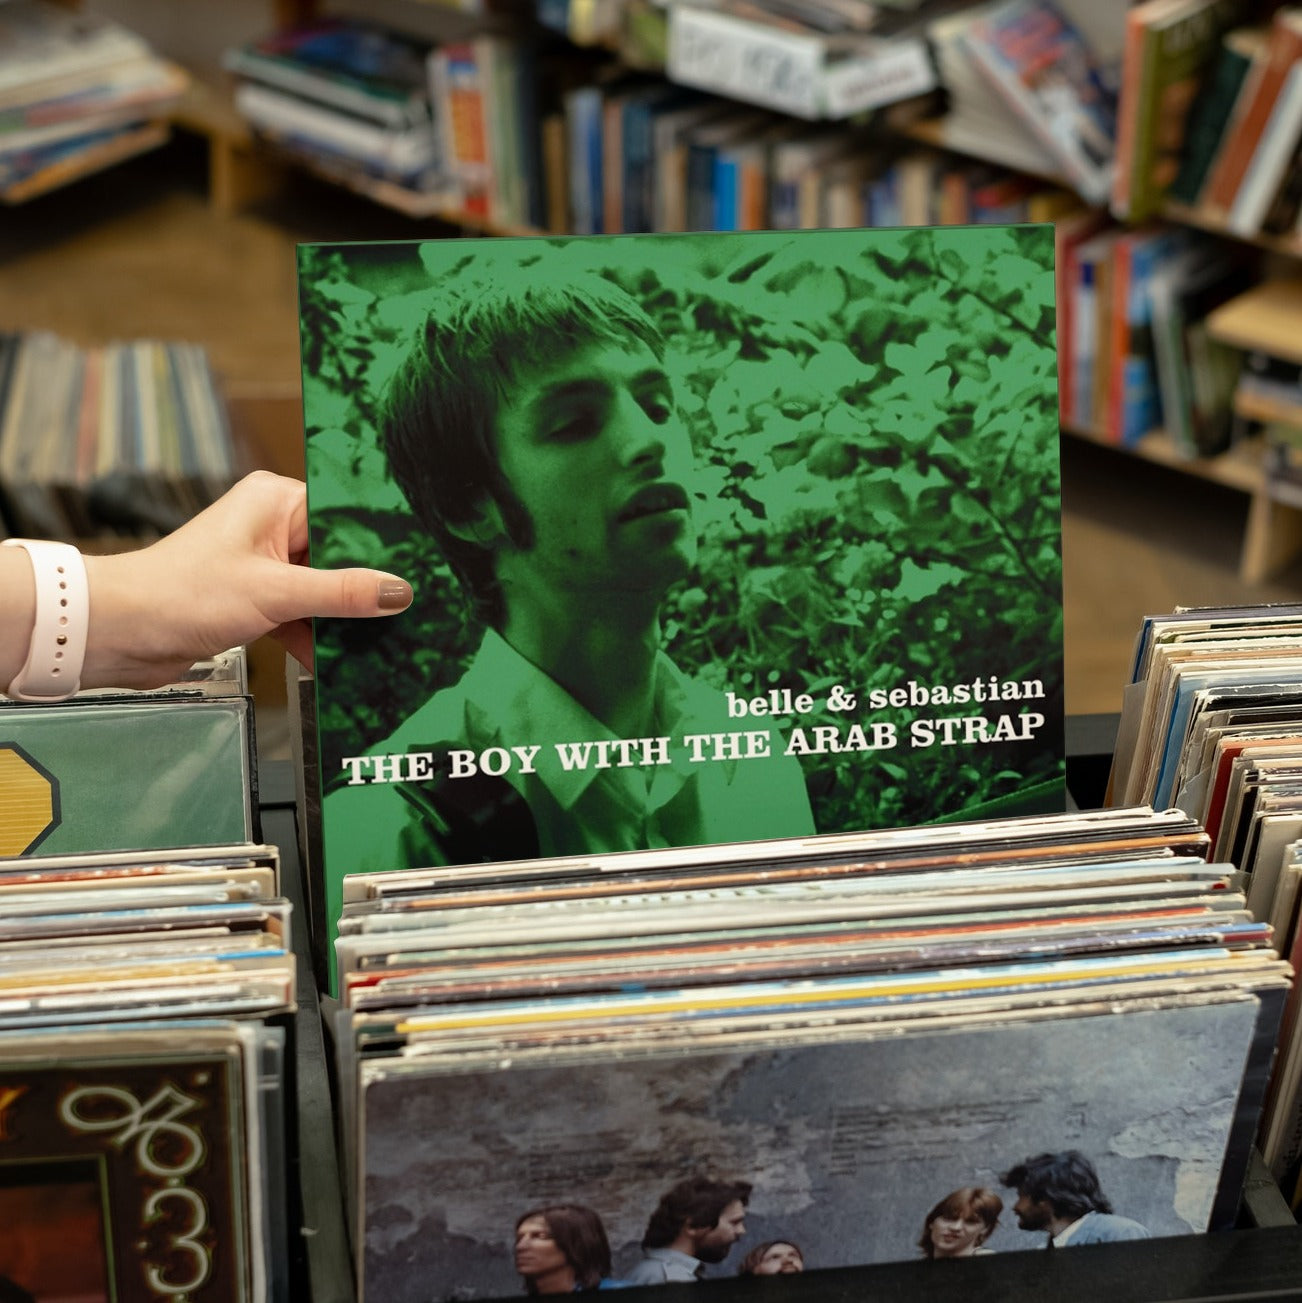 belle & sebastian
THE BOY WITH THE ARAB STRAP